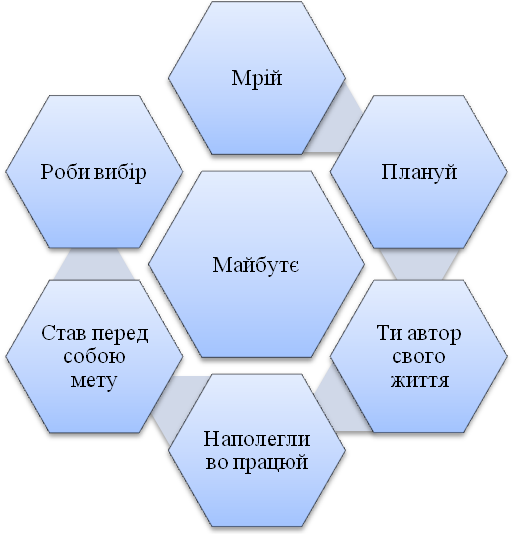 Мрій
Плануй
Ти автор
свого
життя
Наполегли
во працюй
Став перед
собою
мету
Роби вибір
Майбутє